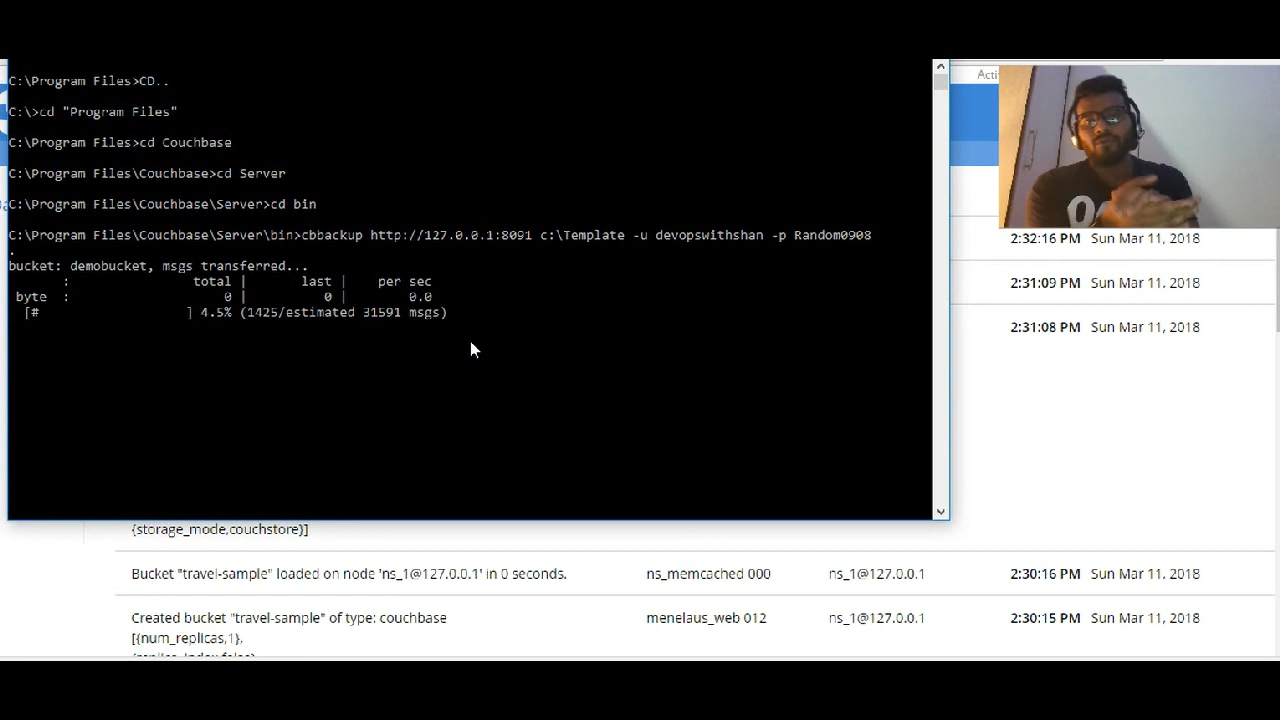 C:\Program Files>CD..
C:\>cd "Program Files"
C:\Program Files>cd Couchbase
C:\Program Files\Couchbase>cd Server
C:\Program Files\Couchbase\Server>cd bin
C:\Program Files\Couchbase\Server\bin>cbbackup http://127.0.0.1:8091 c:\Template -u devopswithshan -p Random0908
.
bucket: demobucket, msgs transferred...
: total | last | per sec
byte : 0 | 0 | 0.0
[# ] 4.5% (1425/estimated 31591 msgs)
2:32:16 PM Sun Mar 11, 2018
2:31:09 PM Sun Mar 11, 2018
2:31:08 PM Sun Mar 11, 2018
{storage_mode,couchstore}]
Bucket "travel-sample" loaded on node 'ns_1@127.0.0.1' in 0 seconds. ns_memcached 000 ns_1@127.0.0.1 2:30:16 PM Sun Mar 11, 2018
Created bucket "travel-sample" of type: couchbase menelaus_web 012 ns_1@127.0.0.1 2:30:15 PM Sun Mar 11, 2018
[{num_replicas,1},